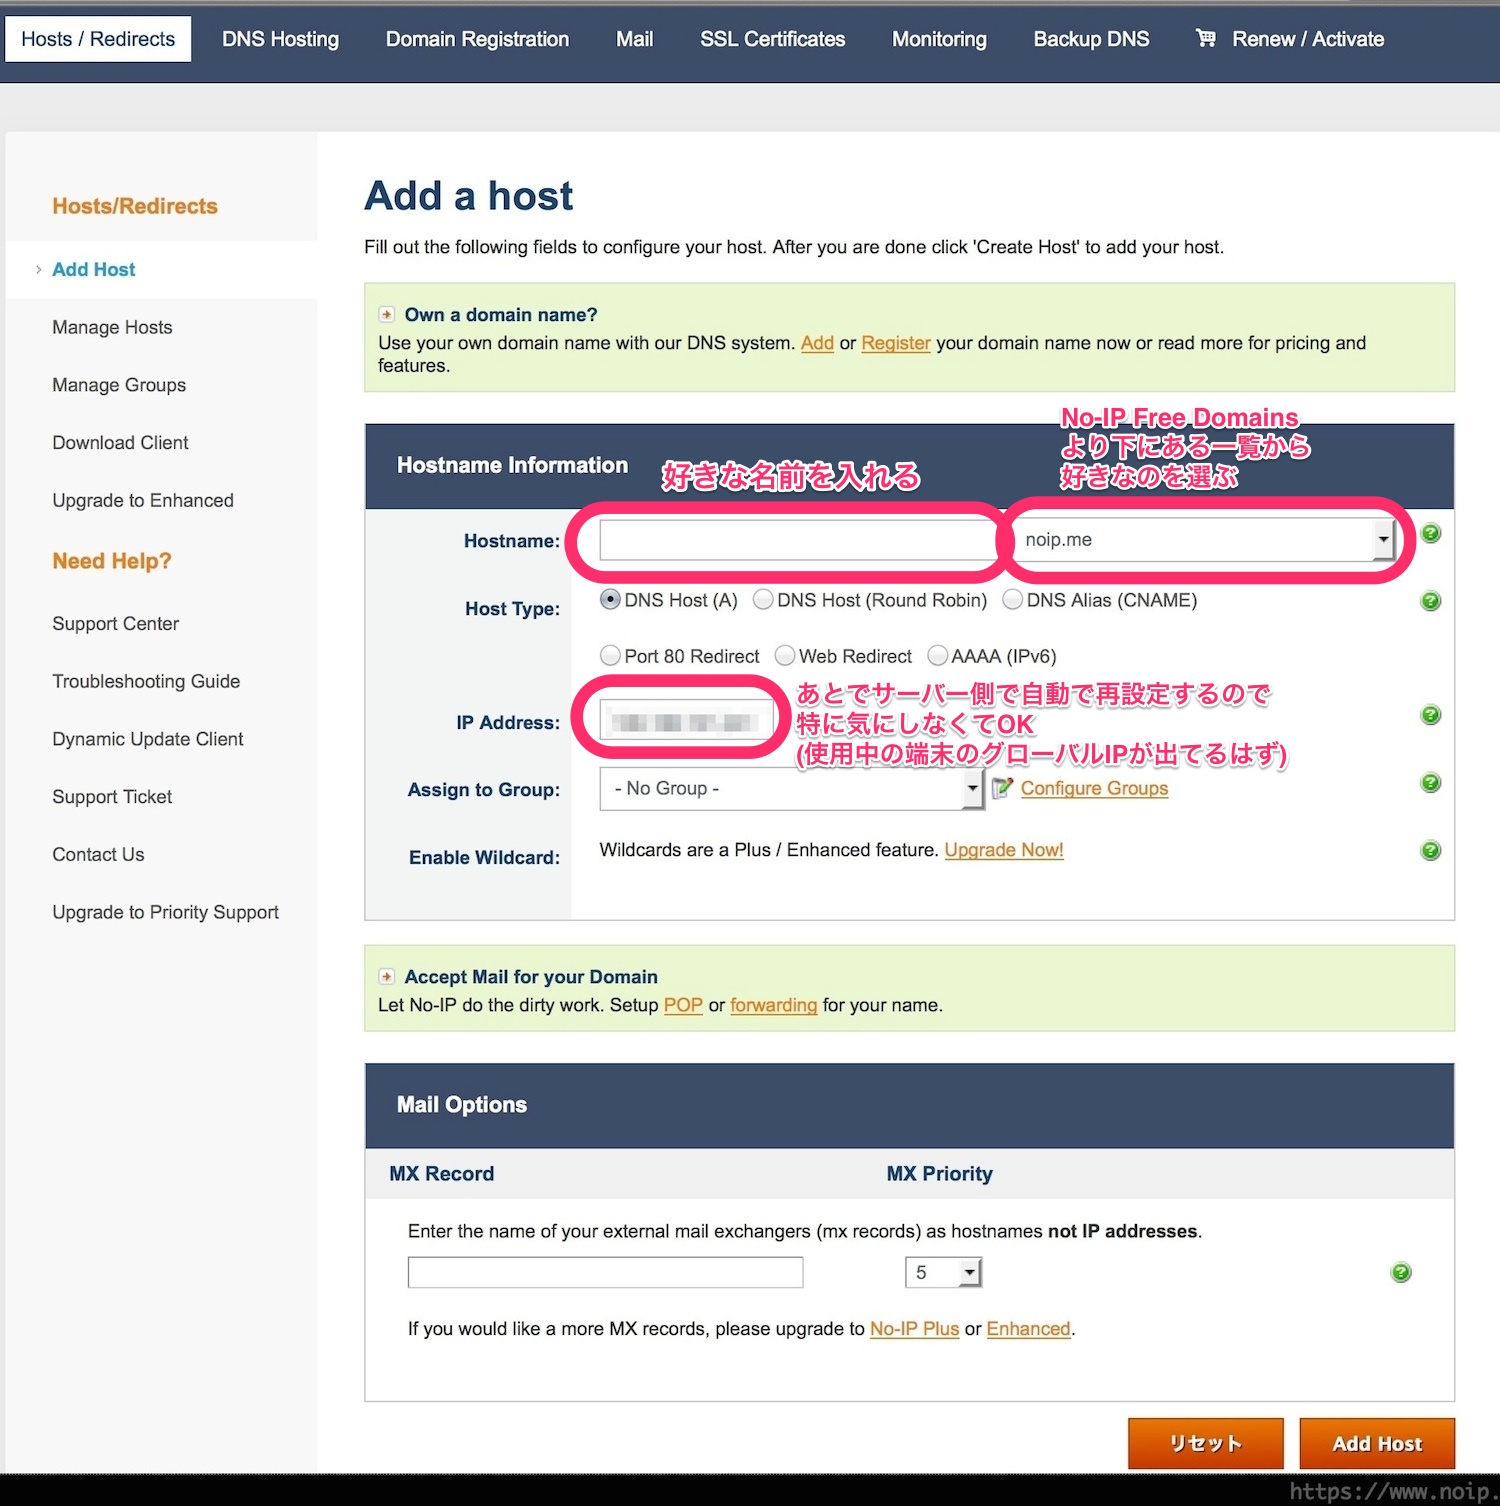 Hosts / Redirects DNS Hosting Domain Registration Mail SSL Certificates Monitoring Backup DNS Renew / Activate
Hosts/Redirects
Add Host
Manage Hosts
Manage Groups
Download Client
Upgrade to Enhanced
Need Help?
Support Center
Troubleshooting Guide
Dynamic Update Client
Support Ticket
Contact Us
Upgrade to Priority Support
Add a host
Fill out the following fields to configure your host. After you are done click 'Create Host' to add your host.
Own a domain name?
Use your own domain name with our DNS system. Add or Register your domain name now or read more for pricing and
features.
No-IP Free Domains
より下にある一覧から
好きなのを選ぶ
Hostname Information
好きな名前を入れる
Hostname: noip.me
Host Type: DNS Host (A) DNS Host (Round Robin) DNS Alias (CNAME)
Port 80 Redirect Web Redirect AAAA (IPv6)
IP Address:
あとでサーバー側で自動で再設定するので
特に気にしなくてOK
(使用中の端末のグローバルIPが出てるはず)
Assign to Group: - No Group - Configure Groups
Enable Wildcard: Wildcards are a Plus / Enhanced feature. Upgrade Now!
Accept Mail for your Domain
Let No-IP do the dirty work. Setup POP or forwarding for your name.
Mail Options
MX Record MX Priority
Enter the name of your external mail exchangers (mx records) as hostnames not IP addresses.
5
If you would like a more MX records, please upgrade to No-IP Plus or Enhanced.
リセット Add Host
https://www.noip.